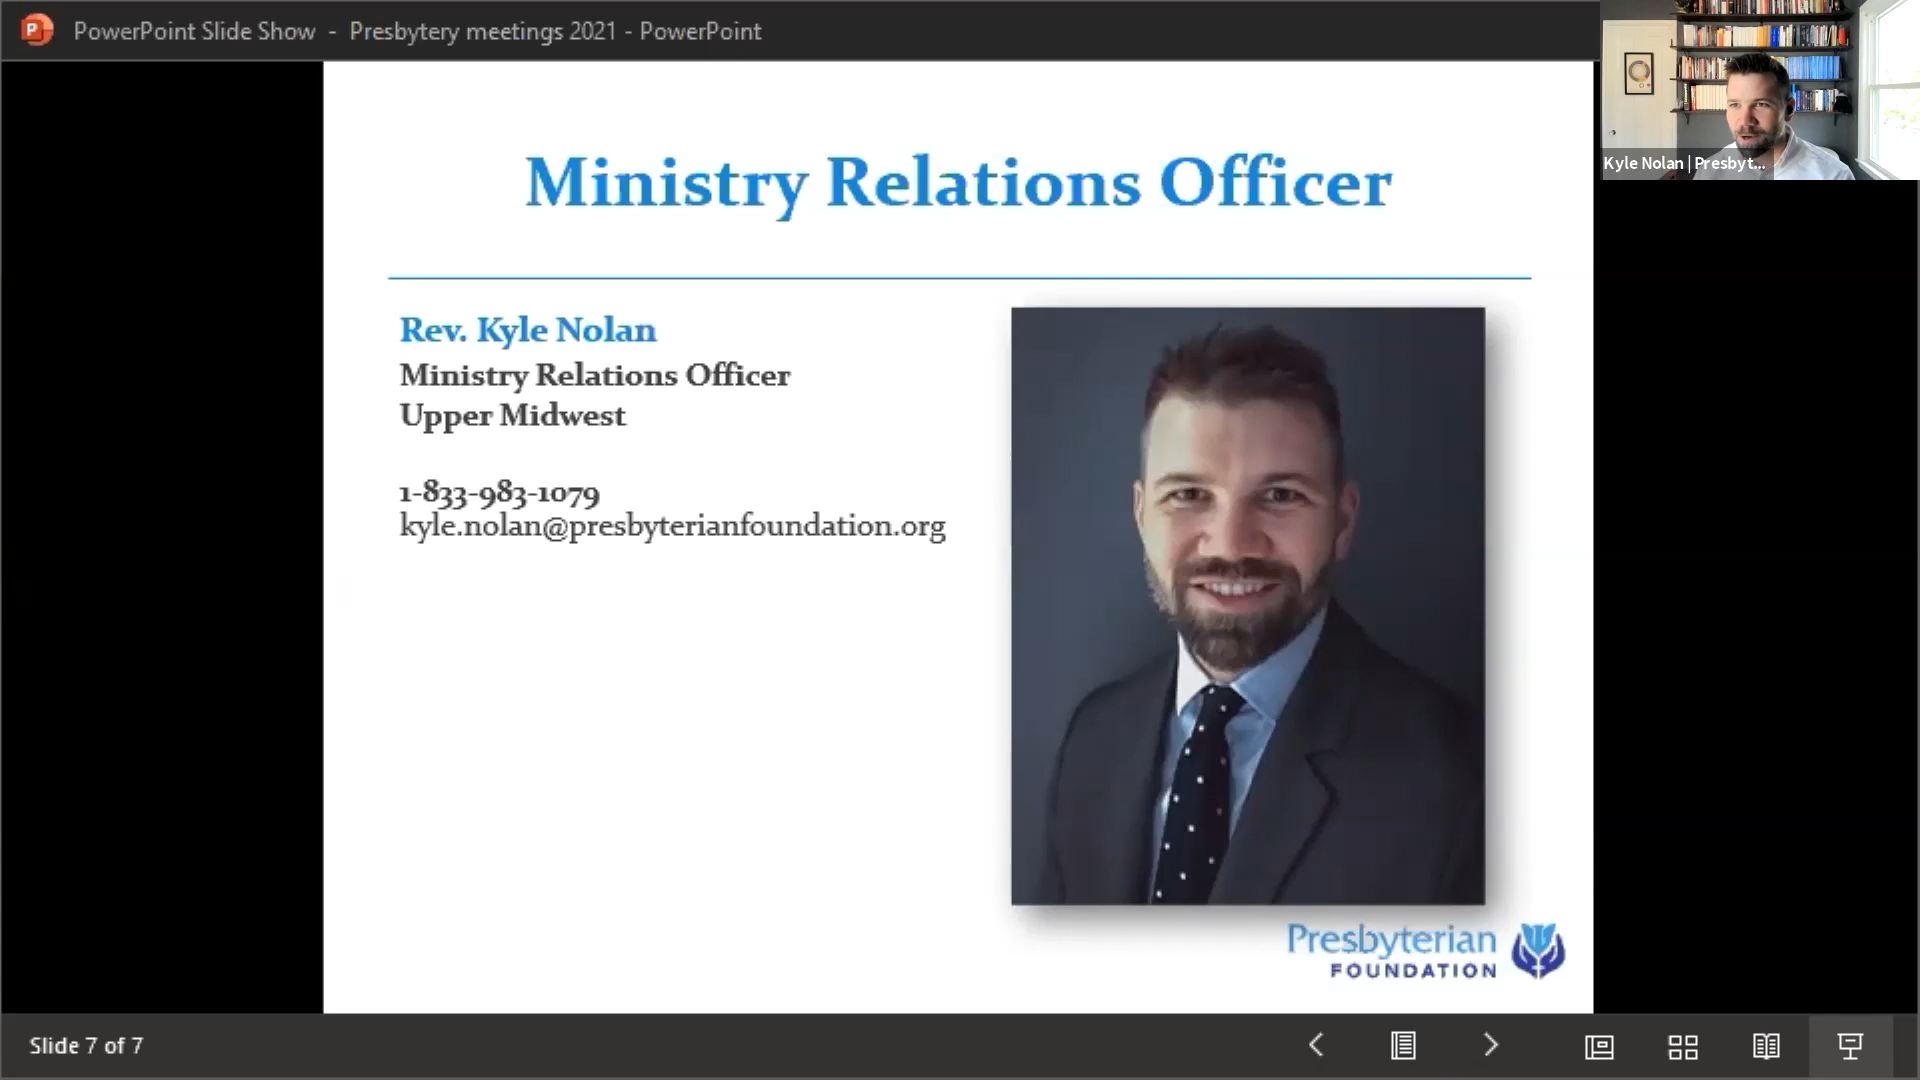 PowerPoint Slide Show - Presbytery meetings 2021 - PowerPoint
Kyle Nolan | Presbyt...
Ministry Relations Officer
Rev. Kyle Nolan
Ministry Relations Officer
Upper Midwest
1-833-983-1079
kyle.nolan@presbyterianfoundation.org
Presbyterian
FOUNDATION
Slide 7 of 7